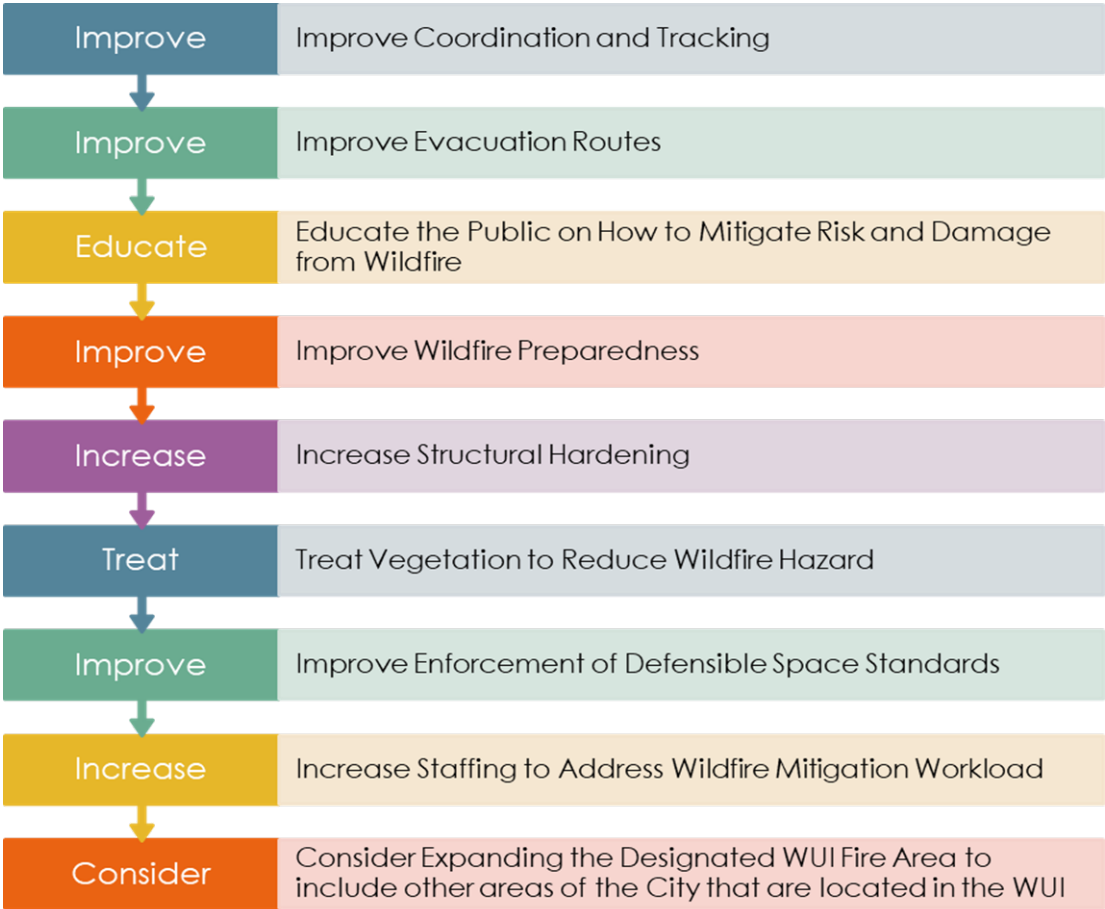 Improve
Improve Coordination and Tracking
Improve
Improve Evacuation Routes
Educate
Educate the Public on How to Mitigate Risk and Damage
from Wildfire
Improve
Improve Wildfire Preparedness
Increase
Increase Structural Hardening
Treat
Treat Vegetation to Reduce Wildfire Hazard
Improve
Improve Enforcement of Defensible Space Standards
Increase
Increase Staffing to Address Wildfire Mitigation Workload
Consider
Consider Expanding the Designated WUI Fire Area to
include other areas of the City that are located in the WUI